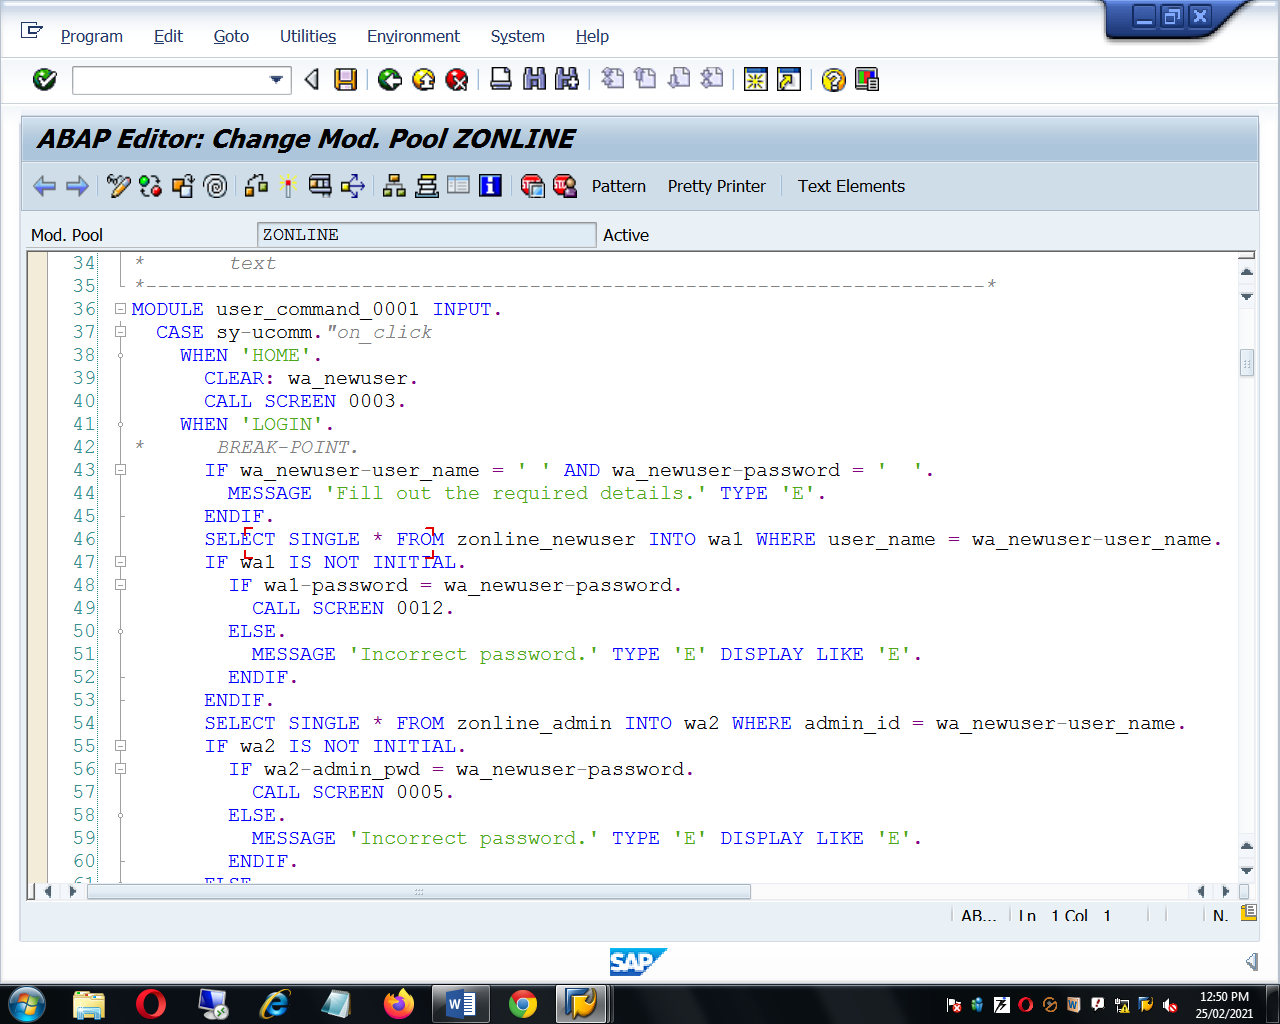 Program Edit Goto Utilities Environment System Help
ABAP Editor: Change Mod. Pool ZONLINE
Pattern Pretty Printer Text Elements
Mod. Pool ZONLINE Active
34 * text
35 *----------------------------------------------------------------------*
36 MODULE user_command_0001 INPUT.
37 CASE sy-ucomm."on_click
38 WHEN 'HOME'.
39 CLEAR: wa_newuser.
40 CALL SCREEN 0003.
41 WHEN 'LOGIN'.
42 * BREAK-POINT.
43 IF wa_newuser-user_name = ' ' AND wa_newuser-password = '  '.
44 MESSAGE 'Fill out the required details.' TYPE 'E'.
45 ENDIF.
46 SELECT SINGLE * FROM zonline_newuser INTO wa1 WHERE user_name = wa_newuser-user_name.
47 IF wa1 IS NOT INITIAL.
48 IF wa1-password = wa_newuser-password.
49 CALL SCREEN 0012.
50 ELSE.
51 MESSAGE 'Incorrect password.' TYPE 'E' DISPLAY LIKE 'E'.
52 ENDIF.
53 ENDIF.
54 SELECT SINGLE * FROM zonline_admin INTO wa2 WHERE admin_id = wa_newuser-user_name.
55 IF wa2 IS NOT INITIAL.
56 IF wa2-admin_pwd = wa_newuser-password.
57 CALL SCREEN 0005.
58 ELSE.
59 MESSAGE 'Incorrect password.' TYPE 'E' DISPLAY LIKE 'E'.
60 ENDIF.
61 ELSE
AB... Ln 1 Col 1 N.
SAP
12:50 PM
25/02/2021